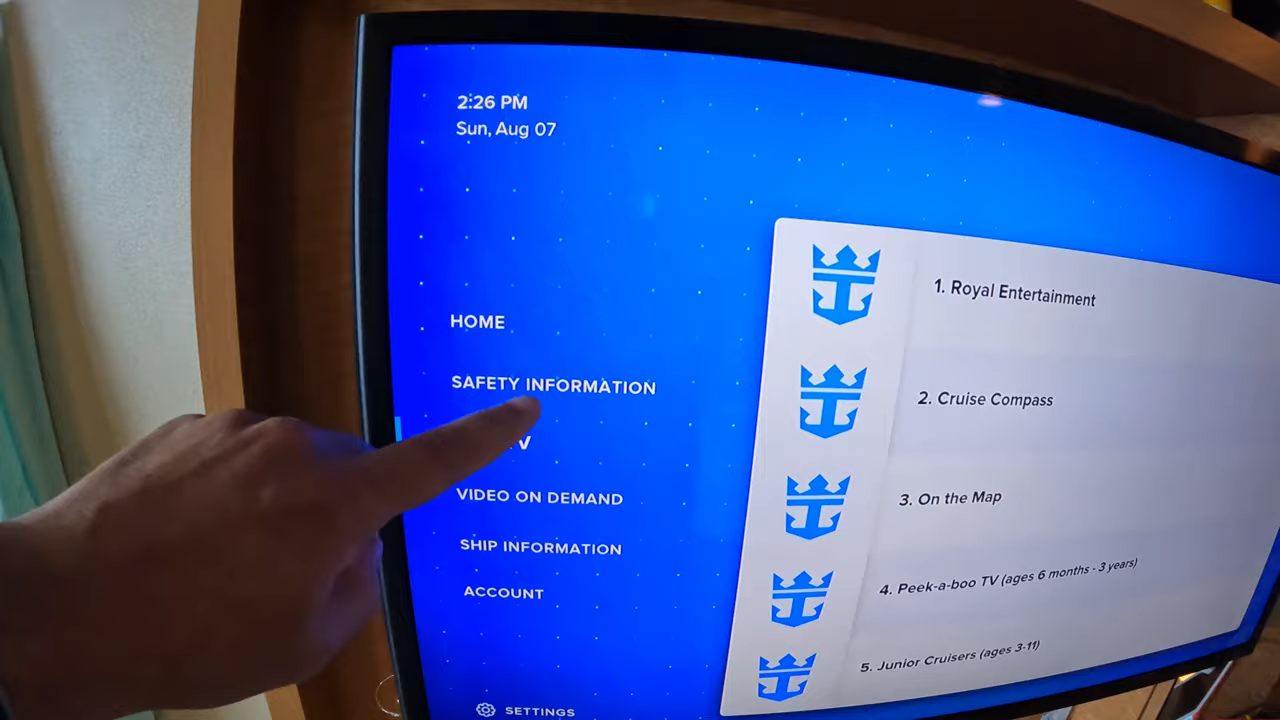 2:26 PM
Sun, Aug 07
HOME
SAFETY INFORMATION
V
VIDEO ON DEMAND
SHIP INFORMATION
ACCOUNT
SETTINGS
1. Royal Entertainment
2. Cruise Compass
3. On the Map
4. Peek-a-boo TV (ages 6 months - 3 years)
5. Junior Cruisers (ages 3-11)